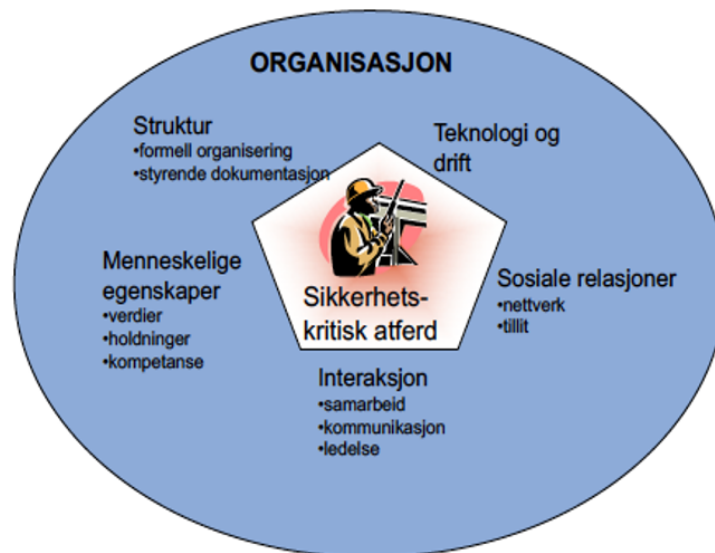 ORGANISASJON
Struktur
•formell organisering
•styrende dokumentasjon
Teknologi og
drift
Menneskelige
egenskaper
•verdier
•holdninger
•kompetanse
Sikkerhets-
kritisk atferd
Sosiale relasjoner
•nettverk
•tillit
Interaksjon
•samarbeid
•kommunikasjon
•ledelse